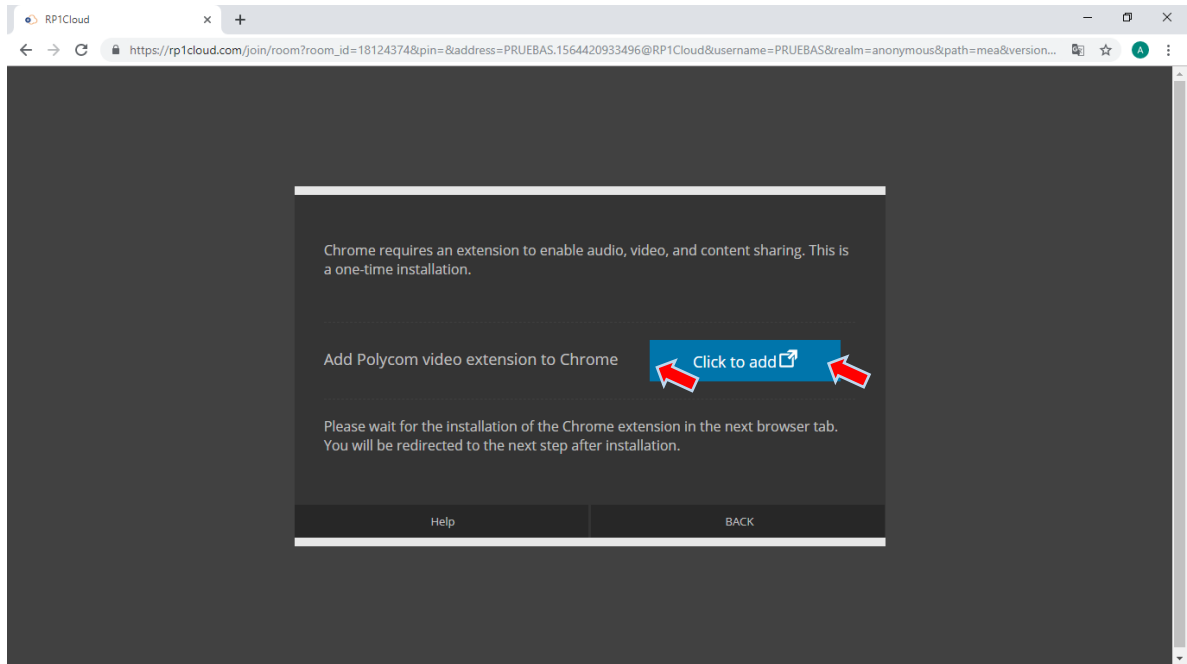 RP1Cloud
https://rp1cloud.com/join/room?room_id=18124374&pin=&address=PRUEBAS.1564420933496@RP1Cloud&username=PRUEBAS&realm=anonymous&path=mea&version...
A
Chrome requires an extension to enable audio, video, and content sharing. This is
a one-time installation.
Add Polycom video extension to Chrome
Click to add
Please wait for the installation of the Chrome extension in the next browser tab.
You will be redirected to the next step after installation.
Help
BACK